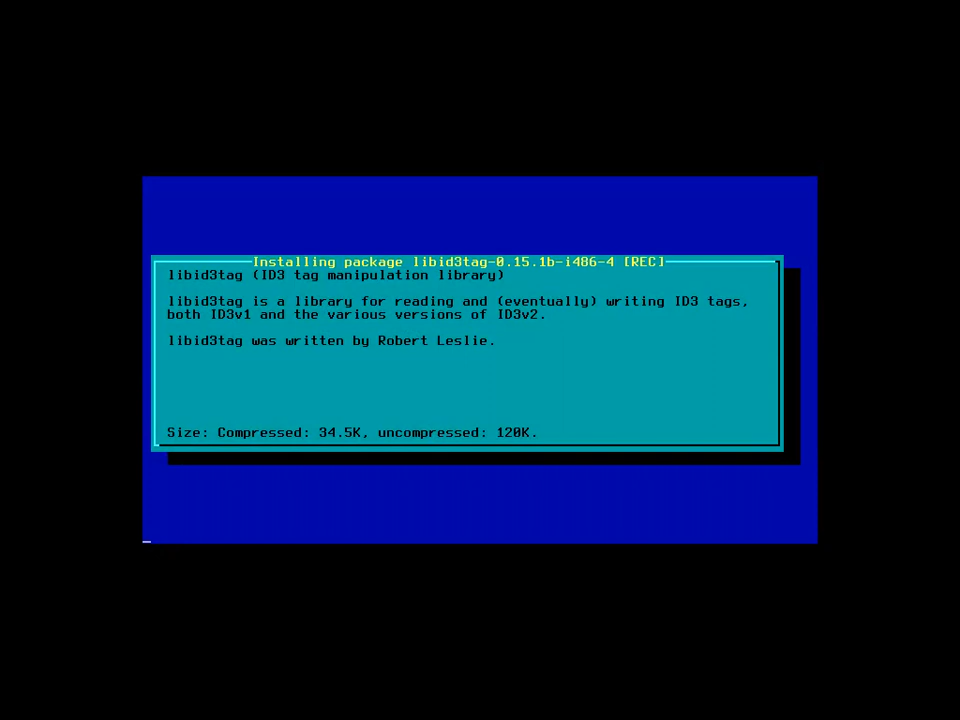 Installing package libid3tag-0.15.1b-i486-4 [REC]
libid3tag (ID3 tag manipulation library)
libid3tag is a library for reading and (eventually) writing ID3 tags,
both ID3v1 and the various versions of ID3v2.
libid3tag was written by Robert Leslie.
Size: Compressed: 34.5K, uncompressed: 120K.